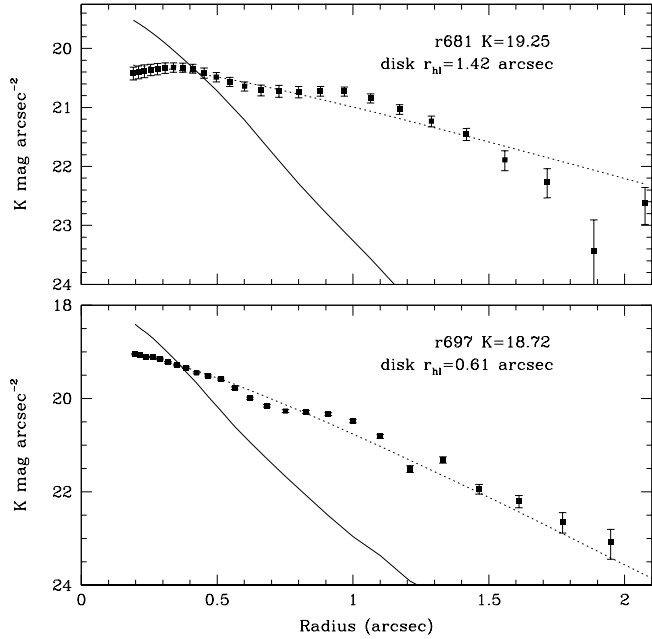 20
21
22
23
24
K mag arcsec⁻²
r681 K=19.25
disk r_hl=1.42 arcsec
18
20
22
24
K mag arcsec⁻²
r697 K=18.72
disk r_hl=0.61 arcsec
0 0.5 1 1.5 2
Radius (arcsec)